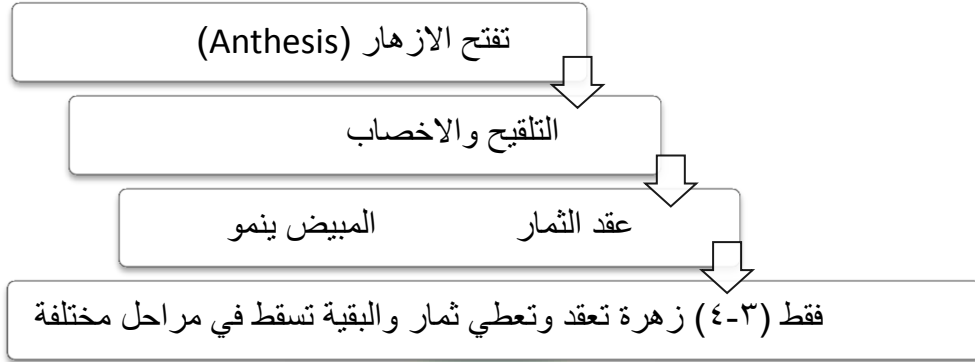 تفتح الازهار (Anthesis)
التلقيح والاخصاب
عقد الثمار المبيض ينمو
فقط (٣-٤) زهرة تعقد وتعطي ثمار والبقية تسقط في مراحل مختلفة